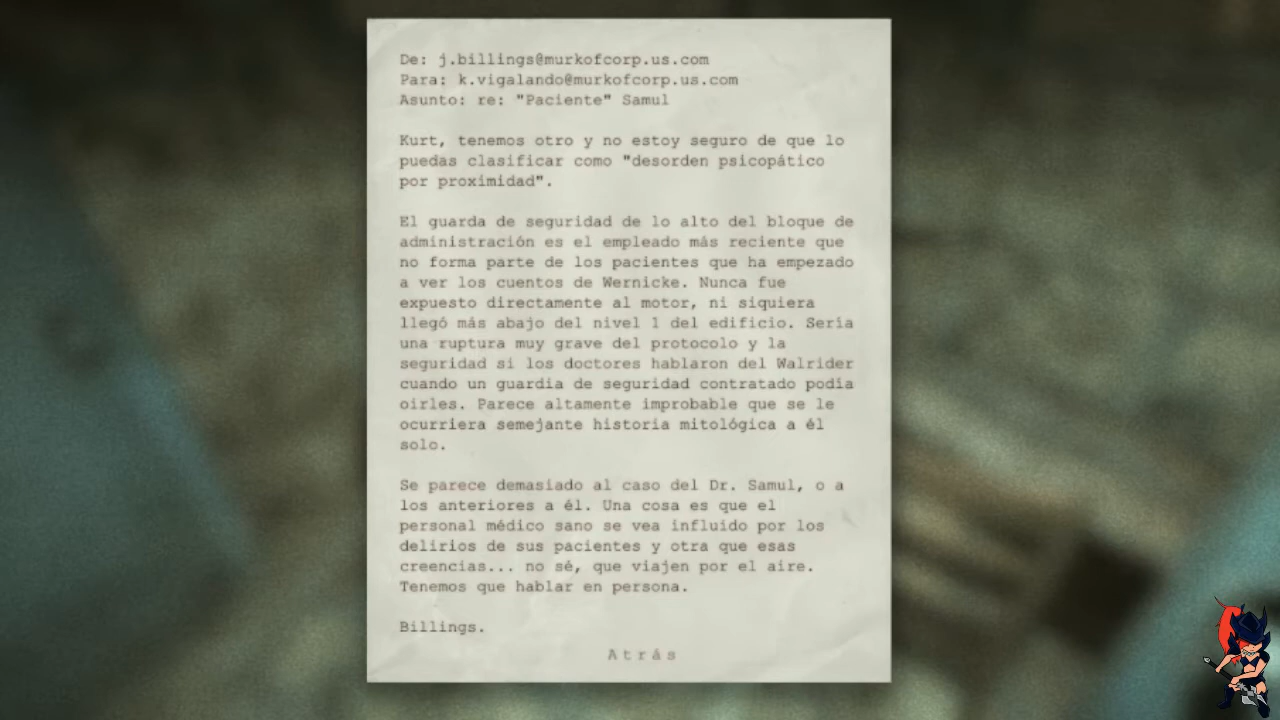 De: j.billings@murkofcorp.us.com
Para: k.vigalando@murkofcorp.us.com
Asunto: re: "Paciente" Samul
Kurt, tenemos otro y no estoy seguro de que lo
puedas clasificar como "desorden psicopático
por proximidad".
El guarda de seguridad de lo alto del bloque de
administración es el empleado más reciente que
no forma parte de los pacientes que ha empezado
a ver los cuentos de Wernicke. Nunca fue
expuesto directamente al motor, ni siquiera
llegó más abajo del nivel 1 del edificio. Sería
una ruptura muy grave del protocolo y la
seguridad si los doctores hablaron del Walrider
cuando un guardia de seguridad contratado podía
oirles. Parece altamente improbable que se le
ocurriera semejante historia mitológica a él
solo.
Se parece demasiado al caso del Dr. Samul, o a
los anteriores a él. Una cosa es que el
personal médico sano se vea influido por los
delirios de sus pacientes y otra que esas
creencias... no sé, que viajen por el aire.
Tenemos que hablar en persona.
Billings.
Atrás